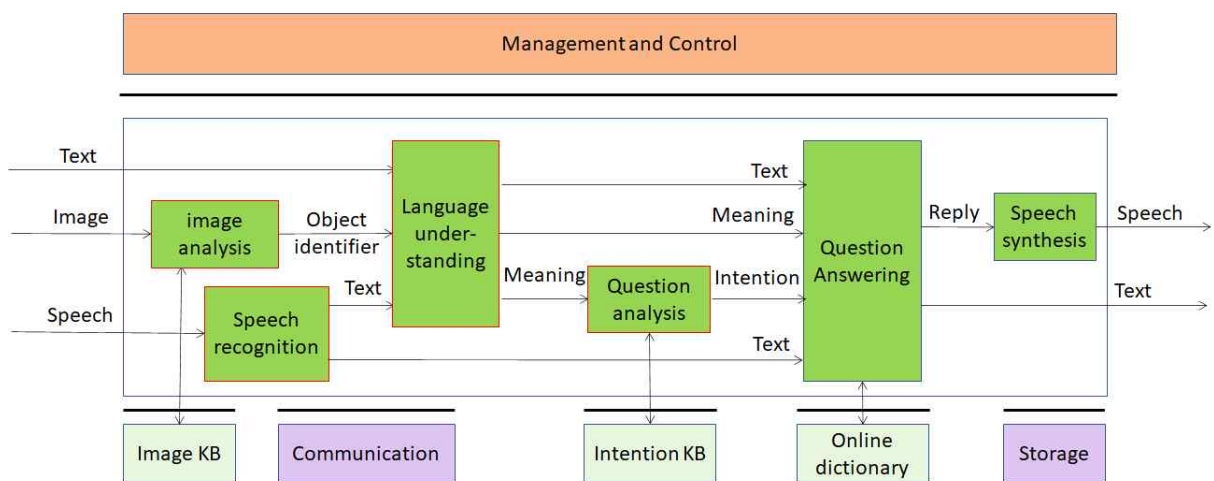 Management and Control
Text
Image
Speech
image
analysis
Object
identifier
Speech
recognition
Text
Language
under-
standing
Text
Meaning
Meaning
Question
analysis
Intention
Text
Question
Answering
Reply
Speech
synthesis
Speech
Text
Image KB
Communication
Intention KB
Online
dictionary
Storage